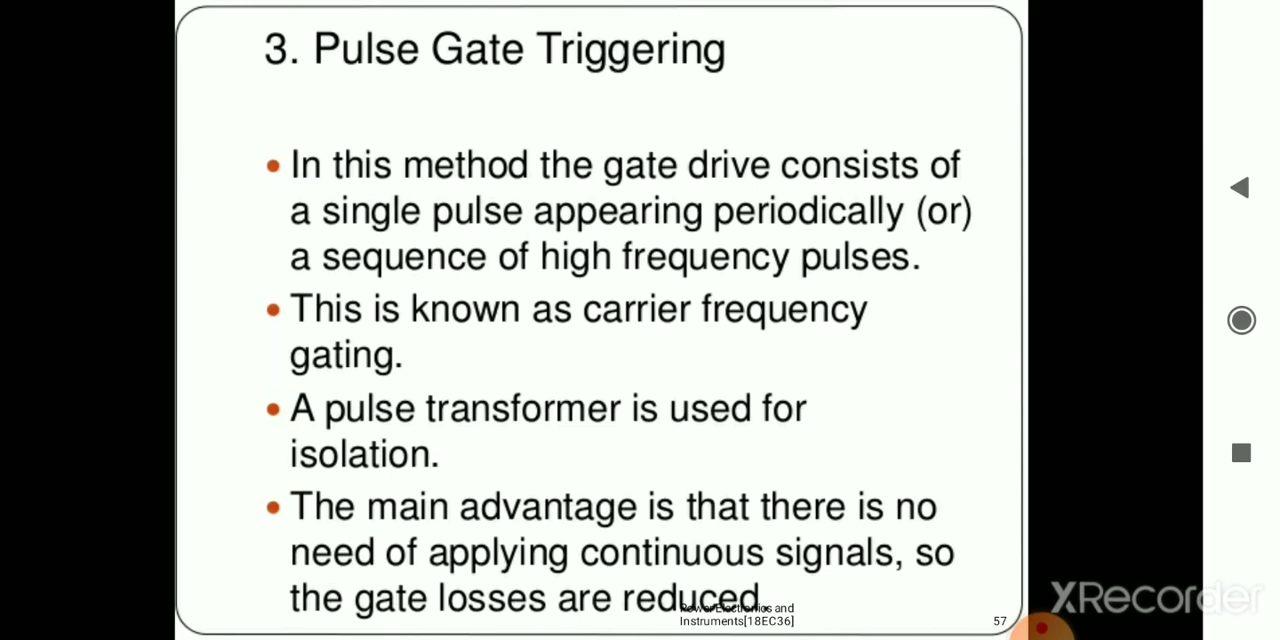 3. Pulse Gate Triggering
• In this method the gate drive consists of
a single pulse appearing periodically (or)
a sequence of high frequency pulses.
• This is known as carrier frequency
gating.
• A pulse transformer is used for
isolation.
• The main advantage is that there is no
need of applying continuous signals, so
the gate losses are reduced.
Power Electronics and
Instruments[18EC36]
57
XRecorder